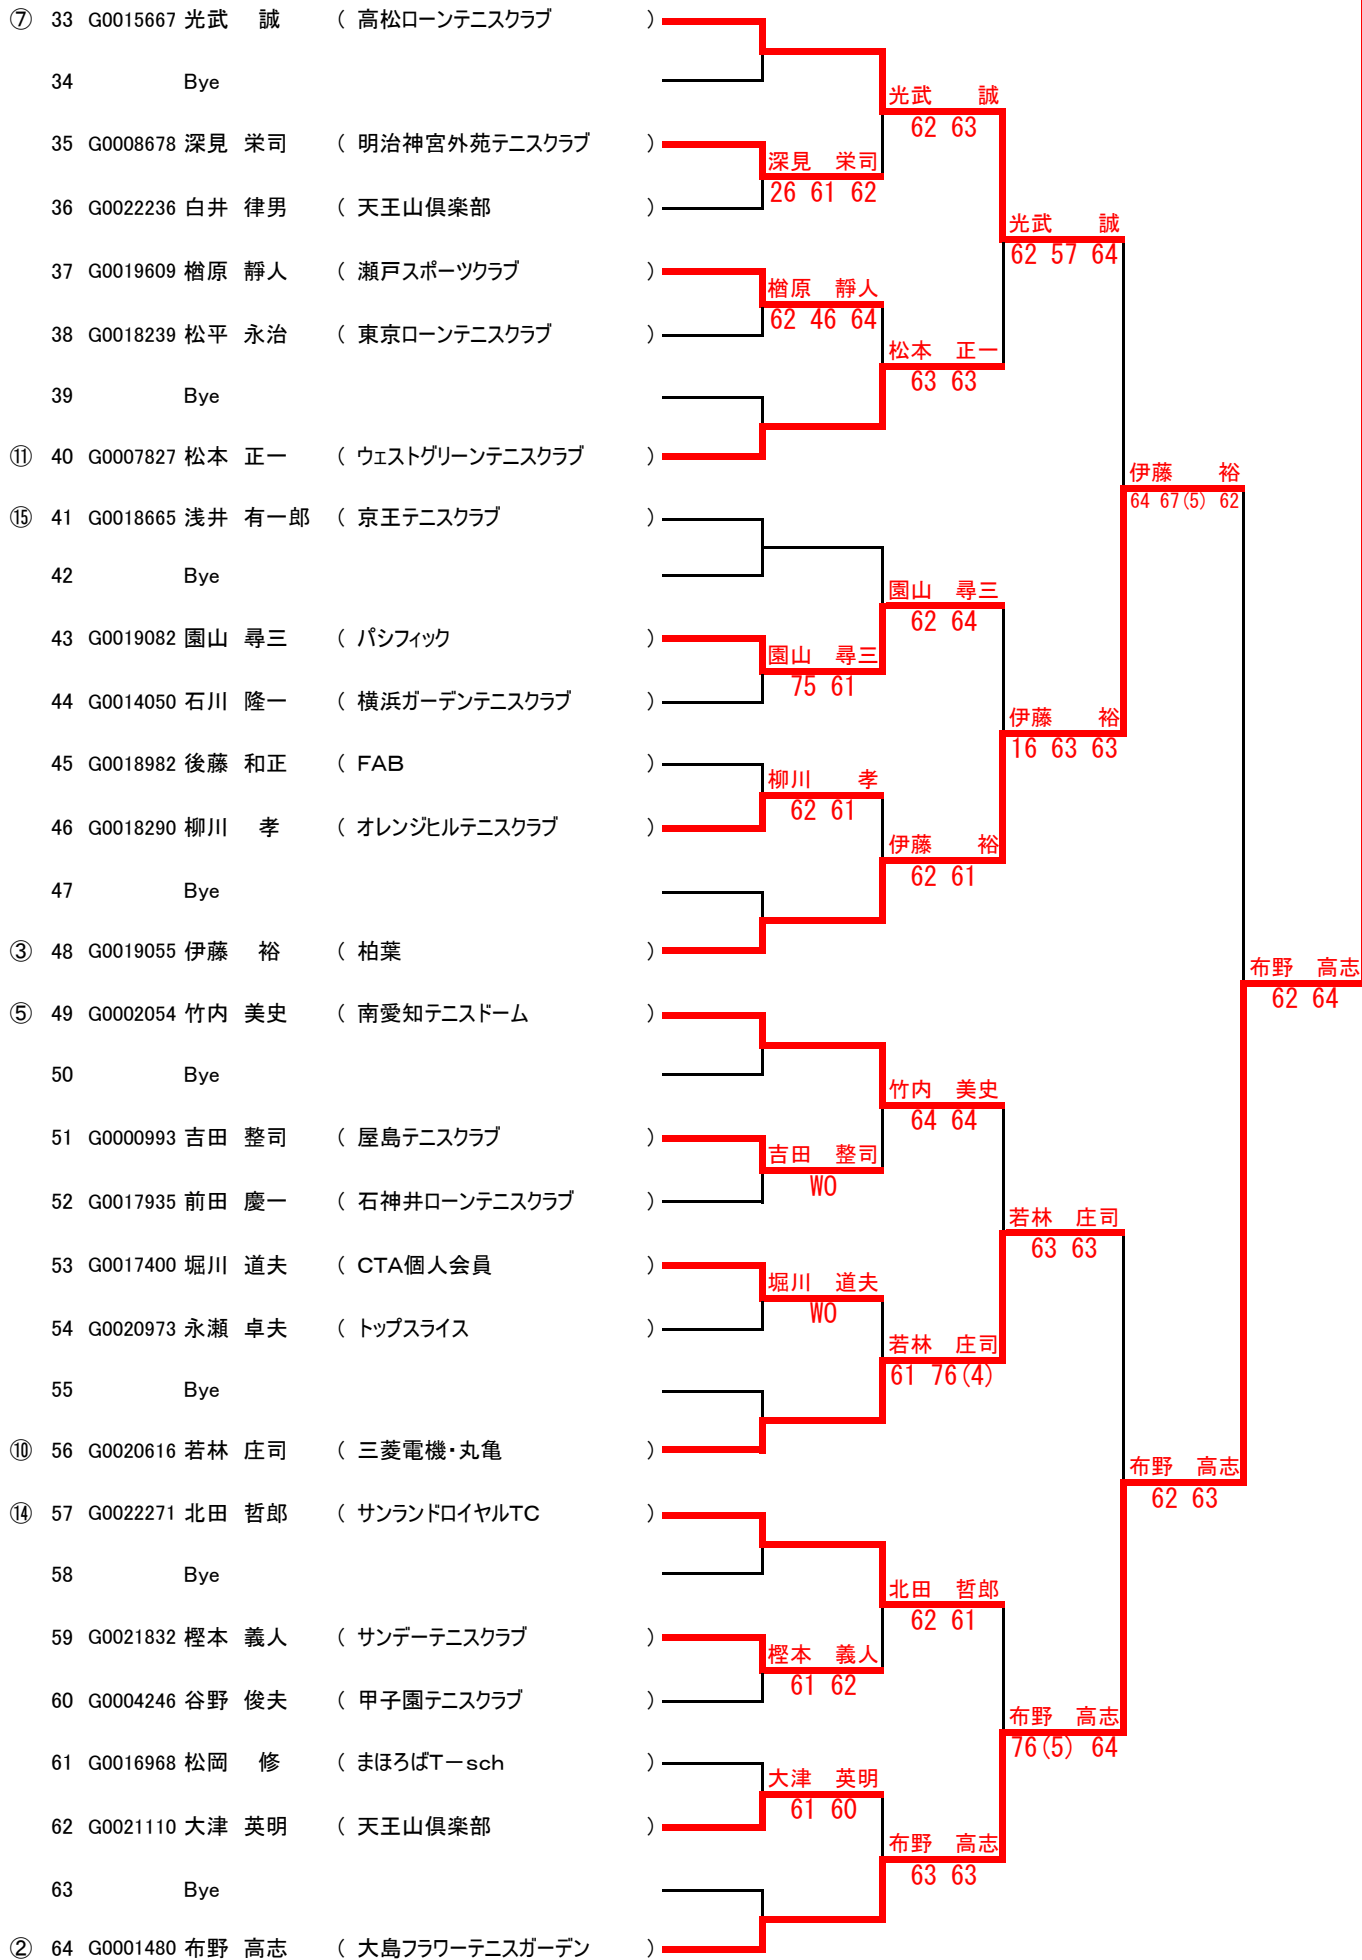 ⑦ 33 G0015667 光武　誠 ( 高松ローンテニスクラブ )
34 Bye
光武　誠
62 63
35 G0008678 深見　栄司 ( 明治神宮外苑テニスクラブ )
深見　栄司
26 61 62
36 G0022236 白井　律男 ( 天王山倶楽部 )
光武　誠
62 57 64
37 G0019609 楢原　靜人 ( 瀬戸スポーツクラブ )
楢原　靜人
62 46 64
38 G0018239 松平　永治 ( 東京ローンテニスクラブ )
松本　正一
63 63
39 Bye
⑪ 40 G0007827 松本　正一 ( ウェストグリーンテニスクラブ )
伊藤　裕
64 67(5) 62
⑮ 41 G0018665 浅井　有一郎 ( 京王テニスクラブ )
42 Bye
園山　尋三
62 64
43 G0019082 園山　尋三 ( パシフィック )
園山　尋三
75 61
44 G0014050 石川　隆一 ( 横浜ガーデンテニスクラブ )
伊藤　裕
16 63 63
45 G0018982 後藤　和正 ( FAB )
柳川　孝
62 61
46 G0018290 柳川　孝 ( オレンジヒルテニスクラブ )
伊藤　裕
62 61
47 Bye
③ 48 G0019055 伊藤　裕 ( 柏葉 )
布野　高志
62 64
⑤ 49 G0002054 竹内　美史 ( 南愛知テニスドーム )
50 Bye
竹内　美史
64 64
51 G0000993 吉田　整司 ( 屋島テニスクラブ )
吉田　整司
WO
52 G0017935 前田　慶一 ( 石神井ローンテニスクラブ )
若林　庄司
63 63
53 G0017400 堀川　道夫 ( CTA個人会員 )
堀川　道夫
WO
54 G0020973 永瀬　卓夫 ( トップスライス )
若林　庄司
61 76(4)
55 Bye
⑩ 56 G0020616 若林　庄司 ( 三菱電機・丸亀 )
布野　高志
62 63
⑭ 57 G0022271 北田　哲郎 ( サンランドロイヤルTC )
58 Bye
北田　哲郎
62 61
59 G0021832 樫本　義人 ( サンデーテニスクラブ )
樫本　義人
61 62
60 G0004246 谷野　俊夫 ( 甲子園テニスクラブ )
布野　高志
76(5) 64
61 G0016968 松岡　修 ( まほろばTーsch )
大津　英明
61 60
62 G0021110 大津　英明 ( 天王山倶楽部 )
布野　高志
63 63
63 Bye
② 64 G0001480 布野　高志 ( 大島フラワーテニスガーデン )